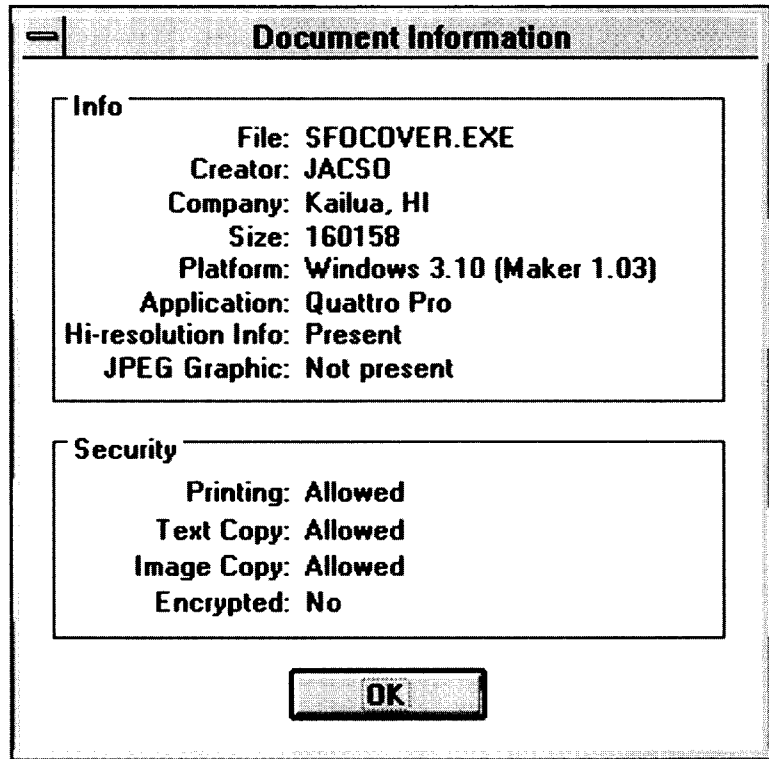 Document Information
Info
File: SFOCOVER.EXE
Creator: JACSO
Company: Kailua, HI
Size: 160158
Platform: Windows 3.10 (Maker 1.03)
Application: Quattro Pro
Hi-resolution Info: Present
JPEG Graphic: Not present
Security
Printing: Allowed
Text Copy: Allowed
Image Copy: Allowed
Encrypted: No
OK